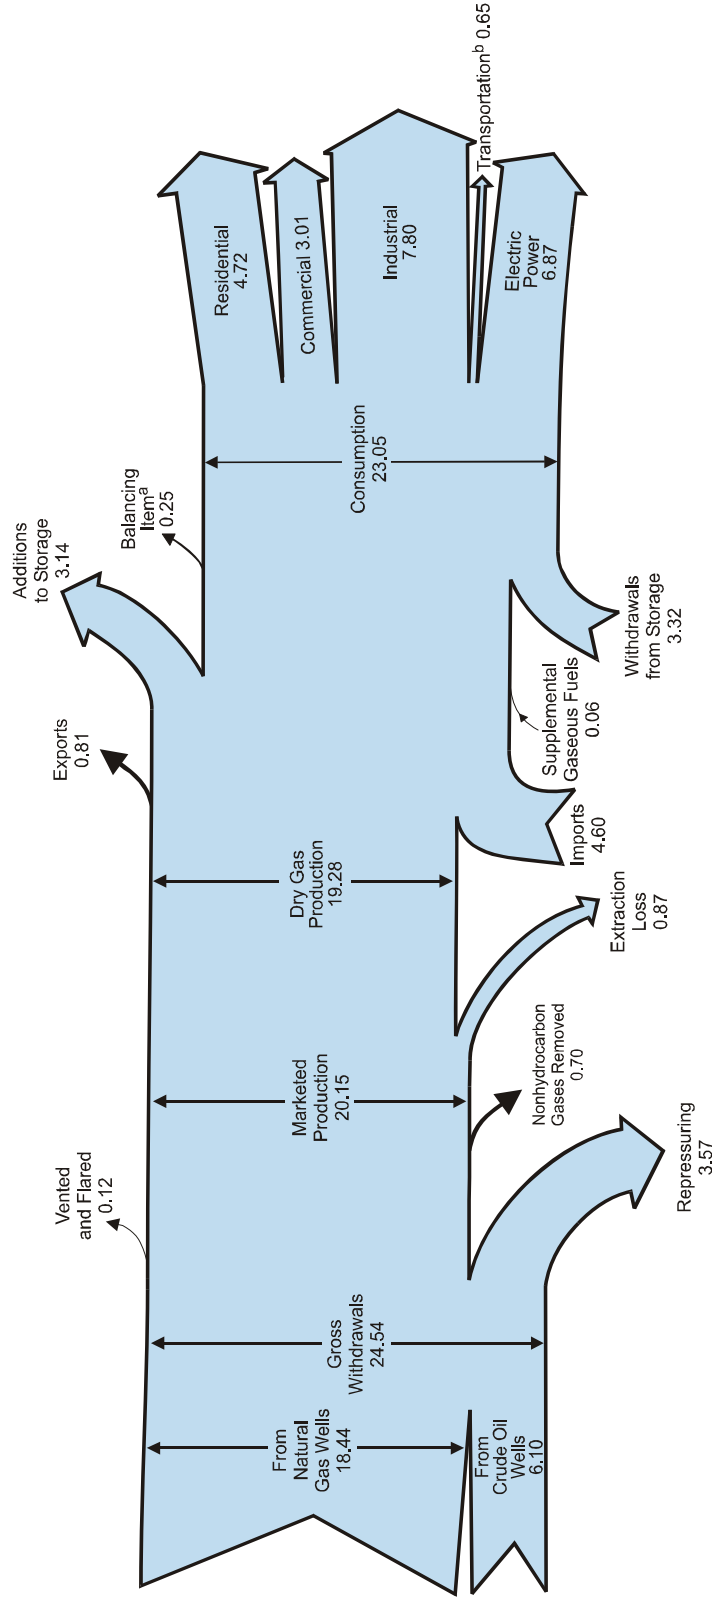 From
Natural
Gas Wells
18.44
From
Crude Oil
Wells
6.10
Gross
Withdrawals
24.54
Vented
and Flared
0.12
Repressuring
3.57
Nonhydrocarbon
Gases Removed
0.70
Marketed
Production
20.15
Extraction
Loss
0.87
Dry Gas
Production
19.28
Imports
4.60
Exports
0.81
Supplemental
Gaseous Fuels
0.06
Additions
to Storage
3.14
Withdrawals
from Storage
3.32
Balancing
Itemᵃ
0.25
Consumption
23.05
Residential
4.72
Commercial 3.01
Industrial
7.80
Transportationᵇ 0.65
Electric
Power
6.87